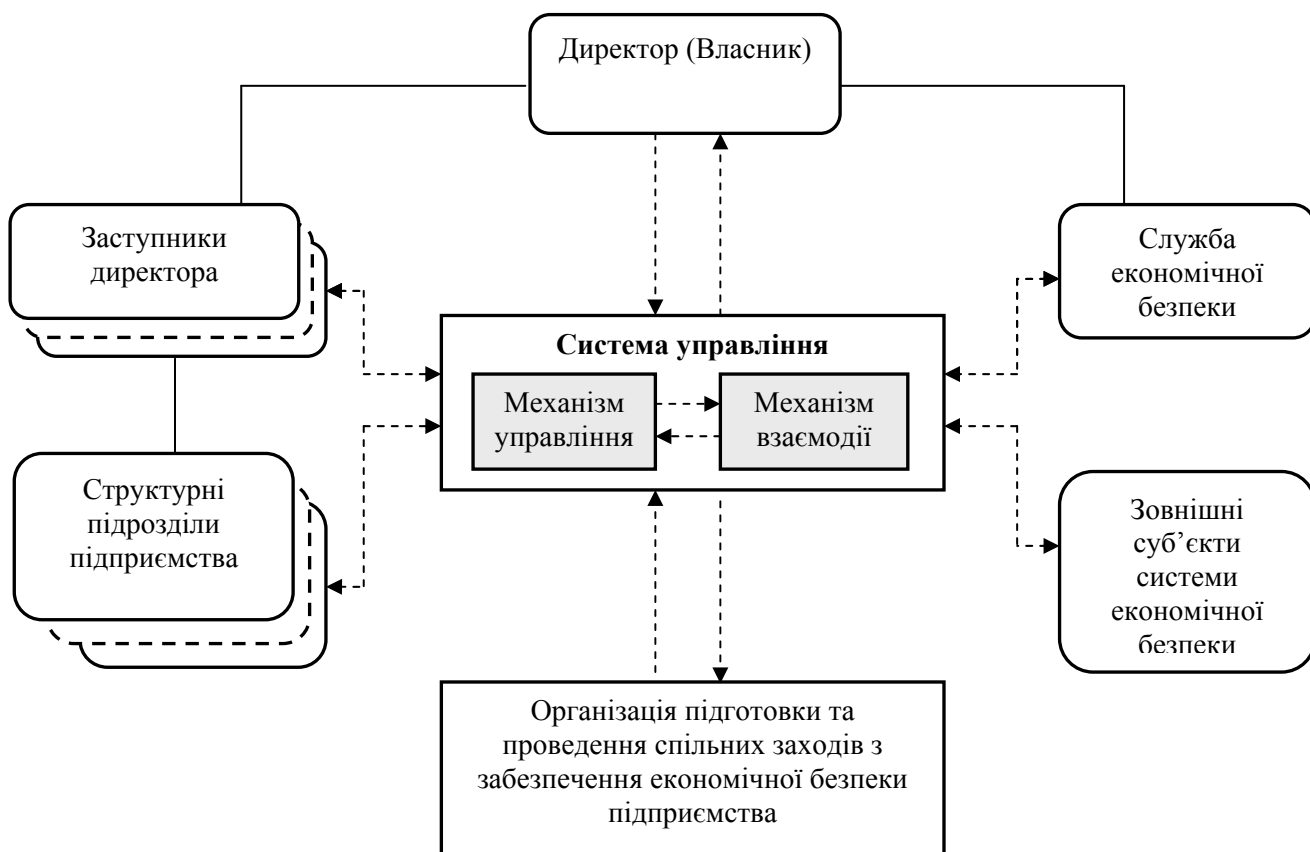 Директор (Власник)
Заступники
директора
Служба
економічної
безпеки
Система управління
Механізм
управління
Механізм
взаємодії
Структурні
підрозділи
підприємства
Зовнішні
суб’єкти
системи
економічної
безпеки
Організація підготовки та
проведення спільних заходів з
забезпечення економічної безпеки
підприємства